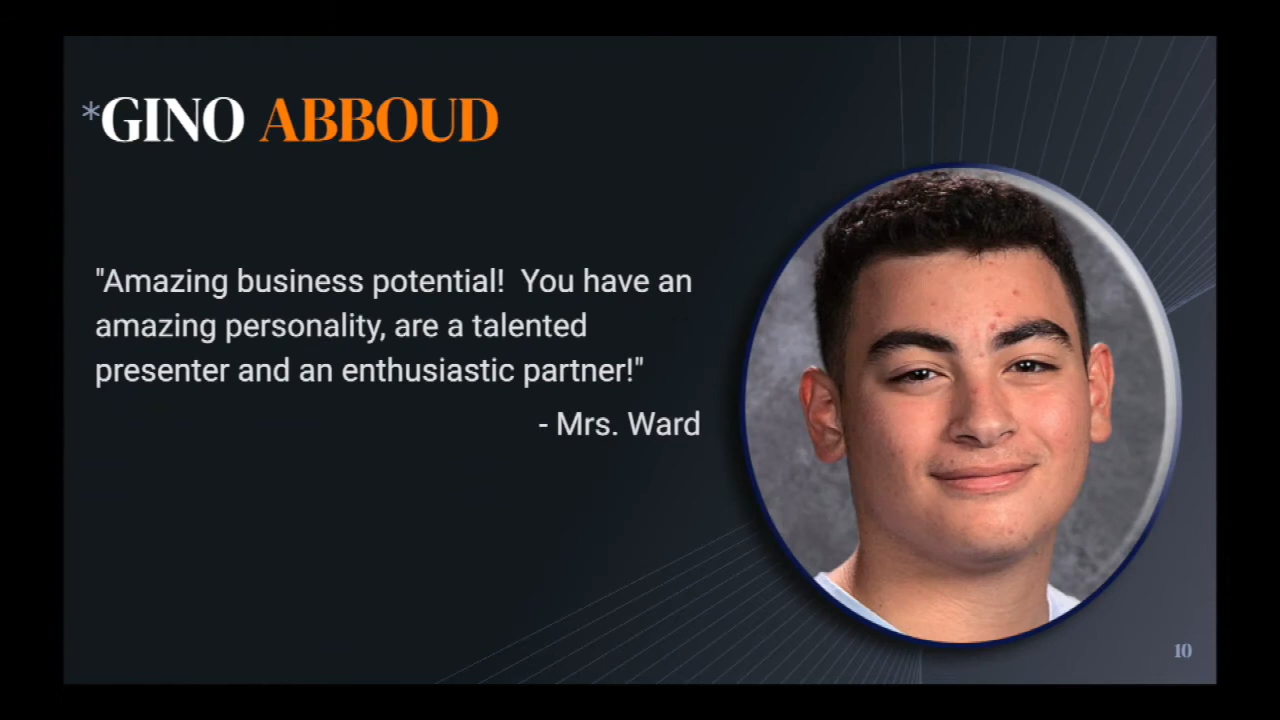 *GINO ABBOUD
"Amazing business potential!  You have an
amazing personality, are a talented
presenter and an enthusiastic partner!"
- Mrs. Ward
10